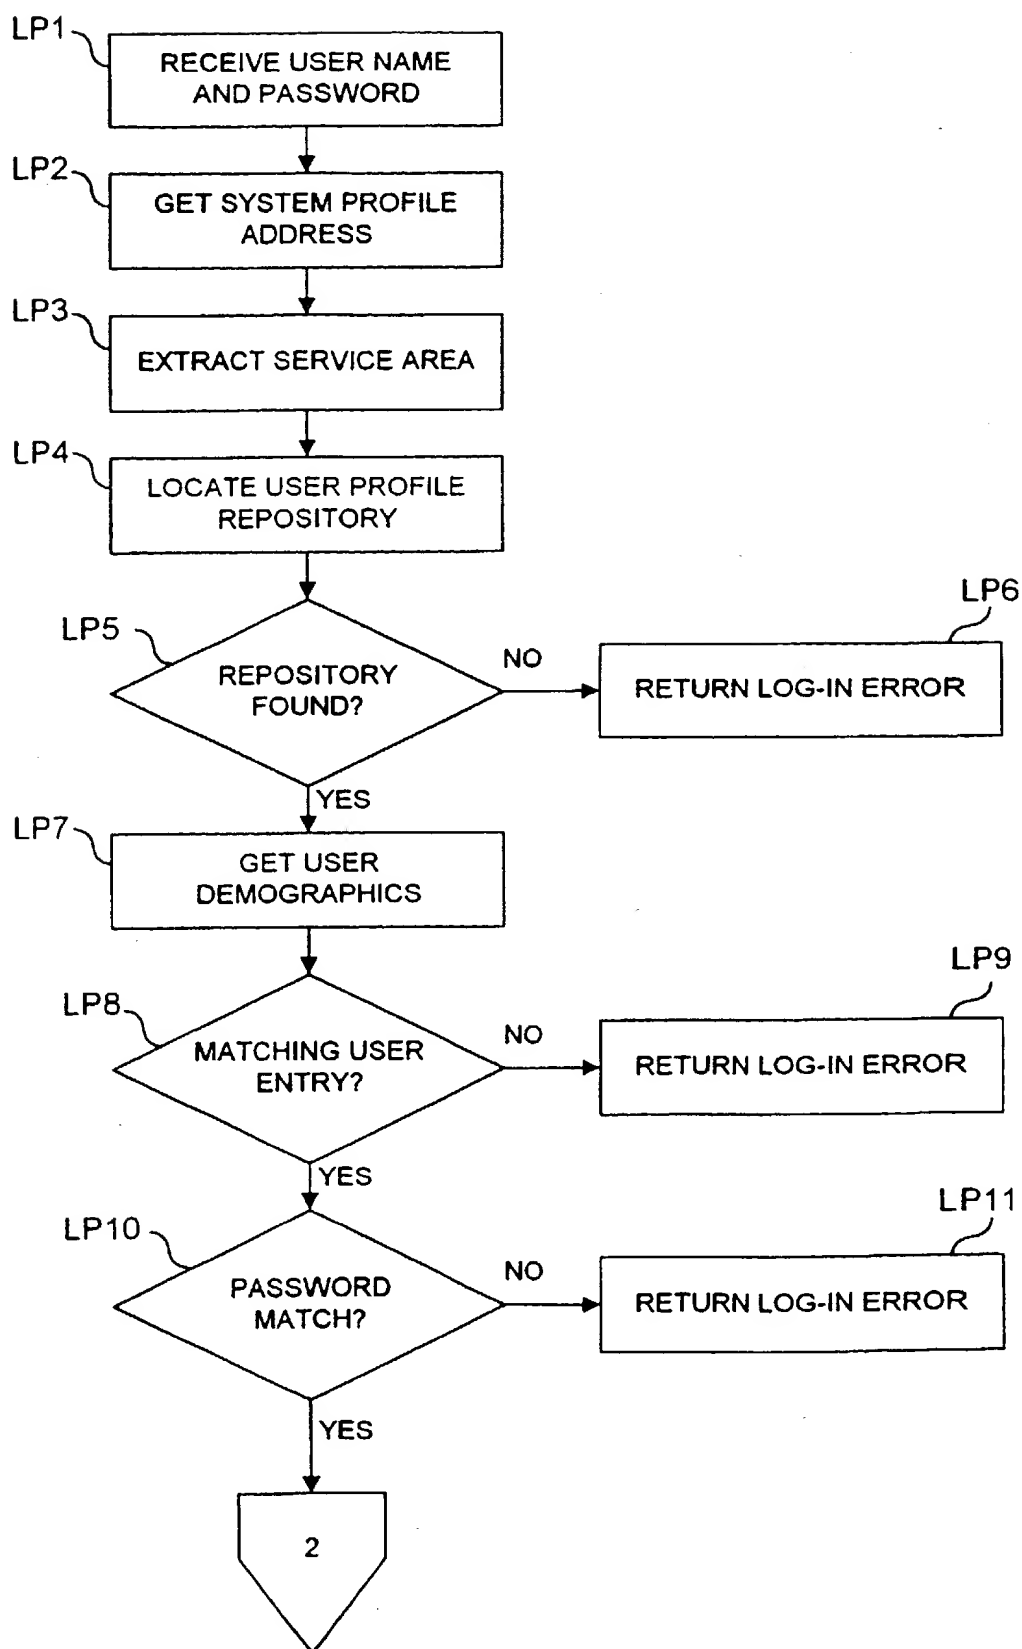 LP1
RECEIVE USER NAME
AND PASSWORD
LP2
GET SYSTEM PROFILE
ADDRESS
LP3
EXTRACT SERVICE AREA
LP4
LOCATE USER PROFILE
REPOSITORY
LP5
REPOSITORY
FOUND?
NO
LP6
RETURN LOG-IN ERROR
YES
LP7
GET USER
DEMOGRAPHICS
LP8
MATCHING USER
ENTRY?
NO
LP9
RETURN LOG-IN ERROR
YES
LP10
PASSWORD
MATCH?
NO
LP11
RETURN LOG-IN ERROR
YES
2